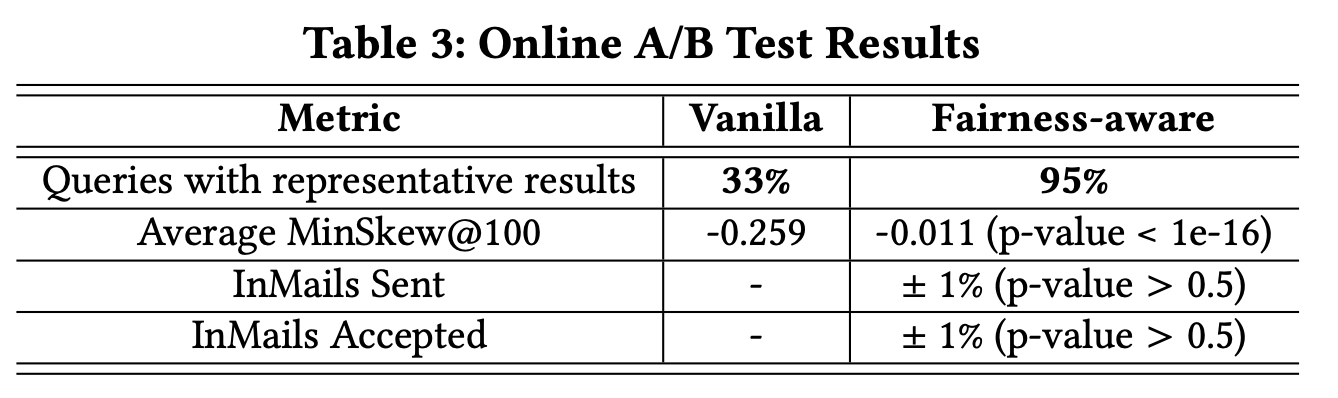 Table 3: Online A/B Test Results
Metric Vanilla Fairness-aware
Queries with representative results 33% 95%
Average MinSkew@100 -0.259 -0.011 (p-value < 1e-16)
InMails Sent - ± 1% (p-value > 0.5)
InMails Accepted - ± 1% (p-value > 0.5)